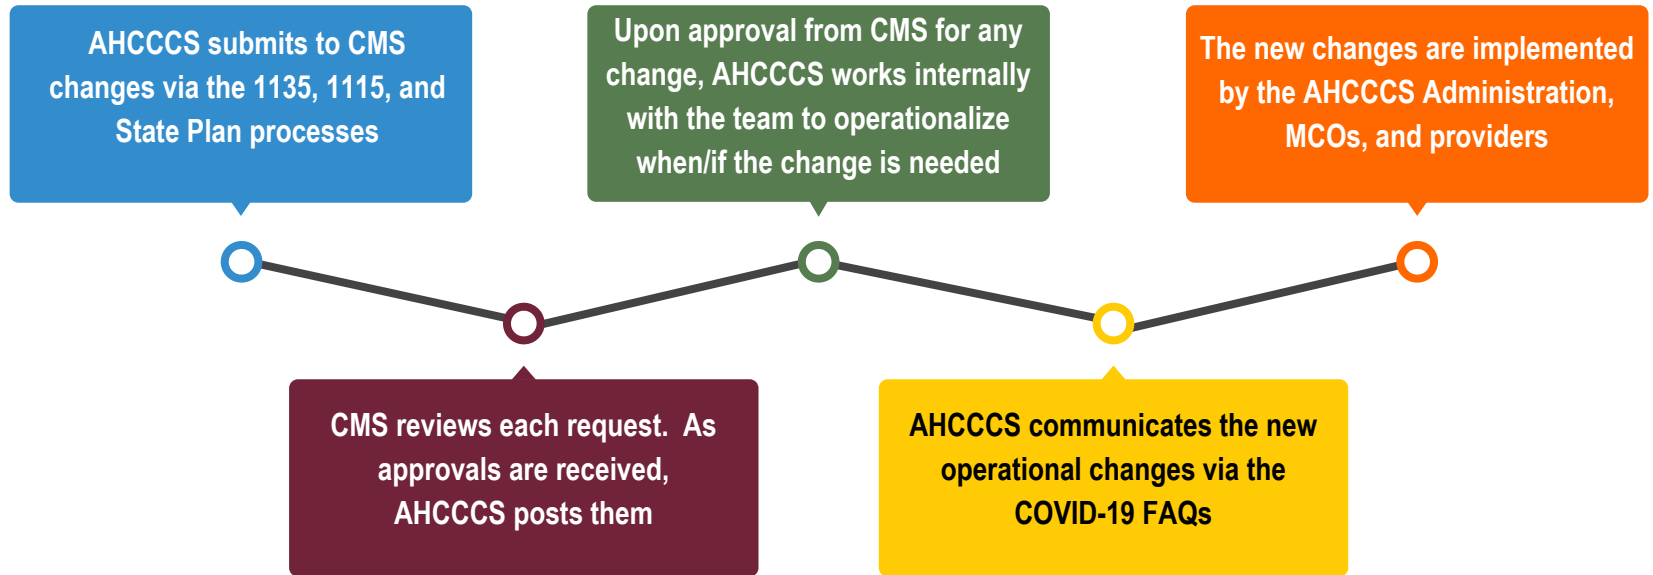 AHCCCS submits to CMS
changes via the 1135, 1115, and
State Plan processes
CMS reviews each request.  As
approvals are received,
AHCCCS posts them
Upon approval from CMS for any
change, AHCCCS works internally
with the team to operationalize
when/if the change is needed
AHCCCS communicates the new
operational changes via the
COVID-19 FAQs
The new changes are implemented
by the AHCCCS Administration,
MCOs, and providers